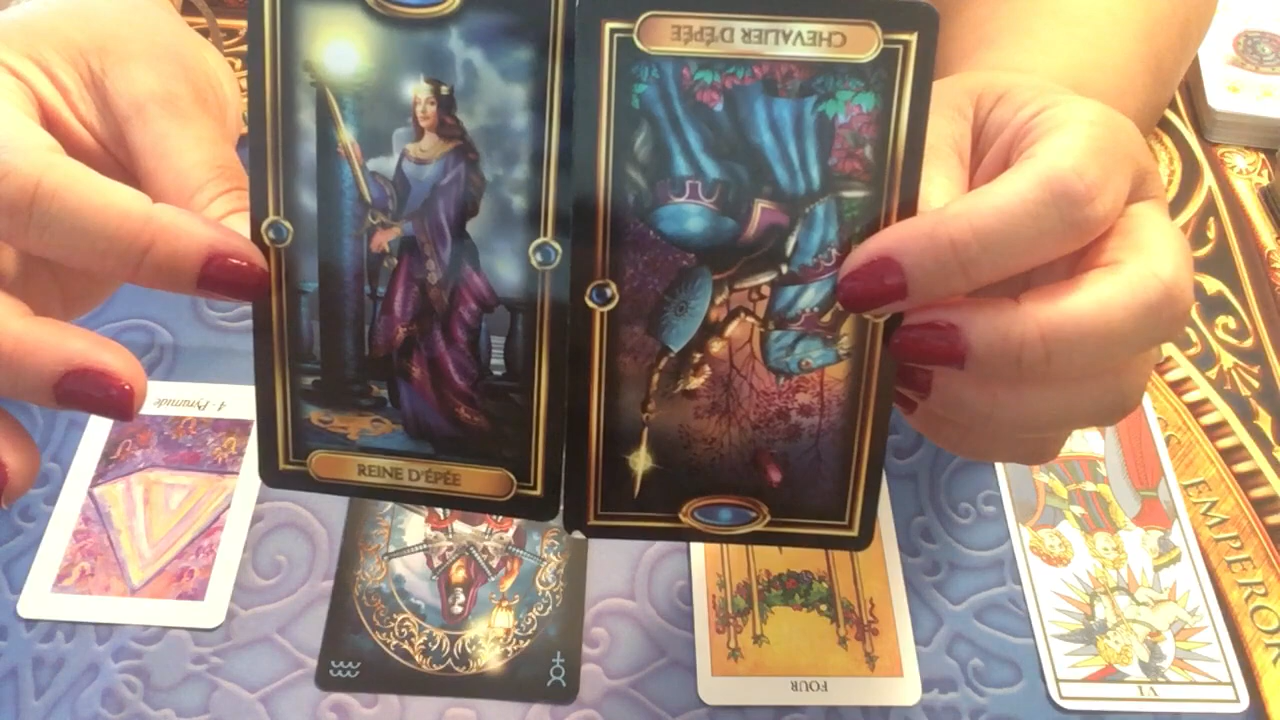 CHEVALIER D'ÉPÉE
REINE D'ÉPÉE
4 - Pyramide
FOUR
VI
EMPEROR